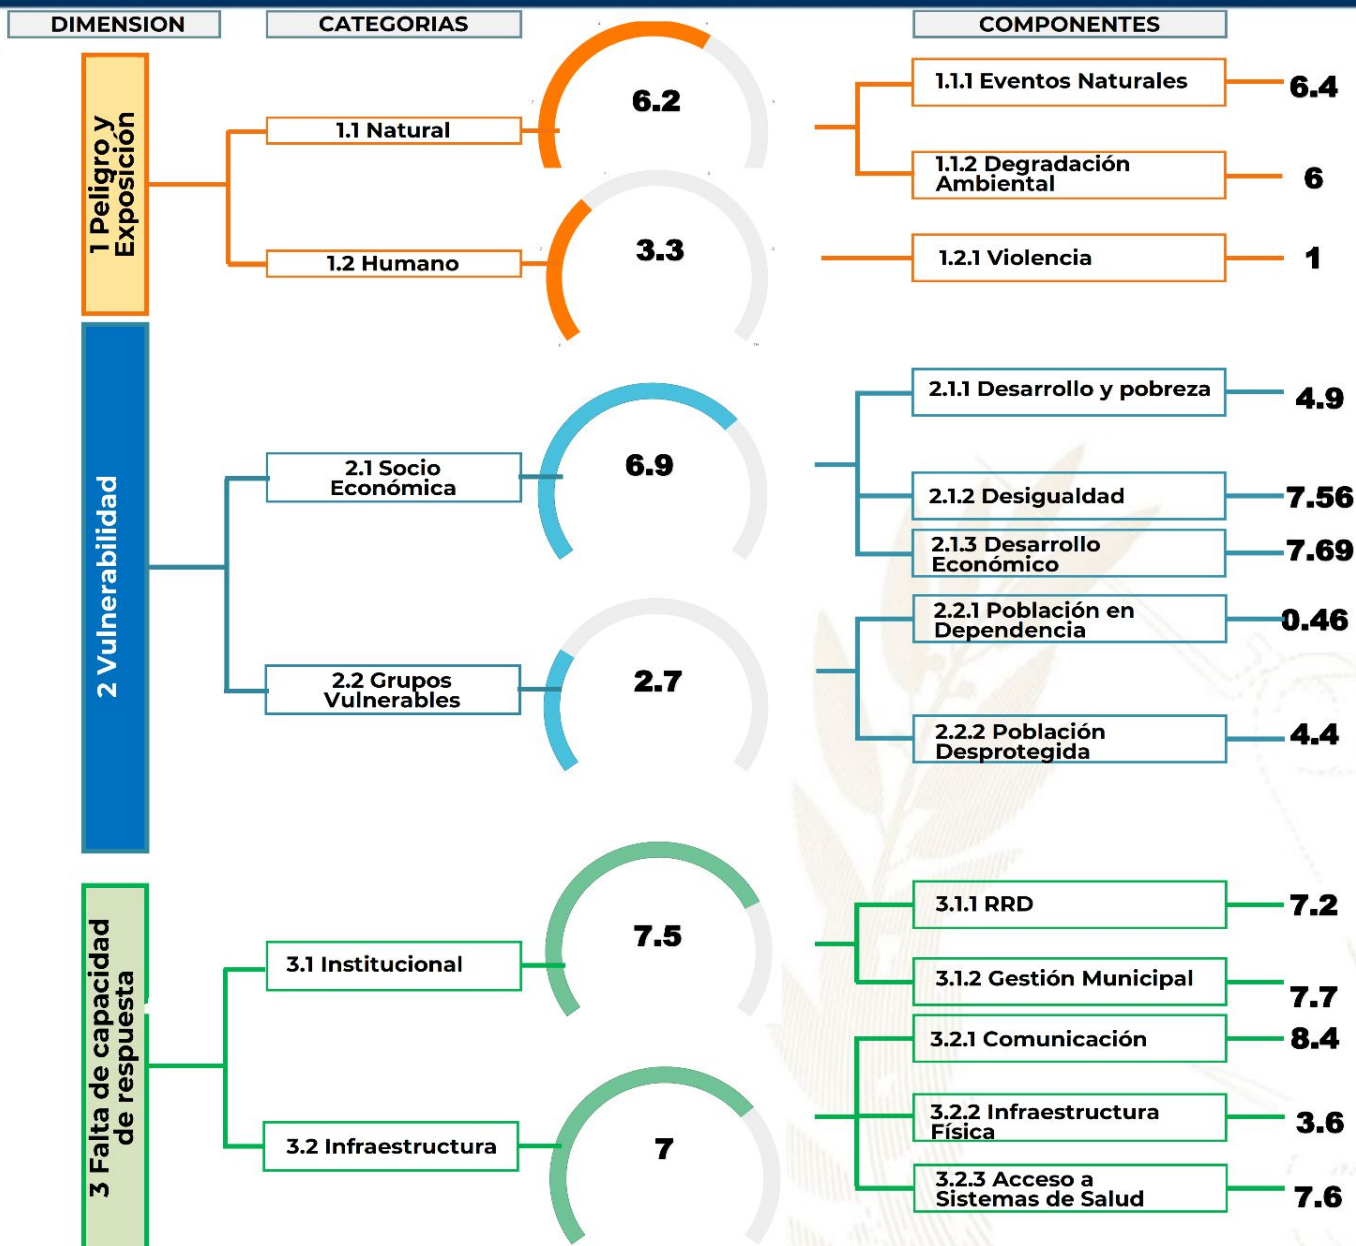 DIMENSION
CATEGORIAS
COMPONENTES
1 Peligro y
Exposición
1.1 Natural
6.2
1.1.1 Eventos Naturales
6.4
1.1.2 Degradación
Ambiental
6
1.2 Humano
3.3
1.2.1 Violencia
1
2 Vulnerabilidad
2.1 Socio
Económica
6.9
2.1.1 Desarrollo y pobreza
4.9
2.1.2 Desigualdad
7.56
2.1.3 Desarrollo
Económico
7.69
2.2 Grupos
Vulnerables
2.7
2.2.1 Población en
Dependencia
0.46
2.2.2 Población
Desprotegida
4.4
3 Falta de capacidad
de respuesta
3.1 Institucional
7.5
3.1.1 RRD
7.2
3.1.2 Gestión Municipal
7.7
3.2 Infraestructura
7
3.2.1 Comunicación
8.4
3.2.2 Infraestructura
Física
3.6
3.2.3 Acceso a
Sistemas de Salud
7.6